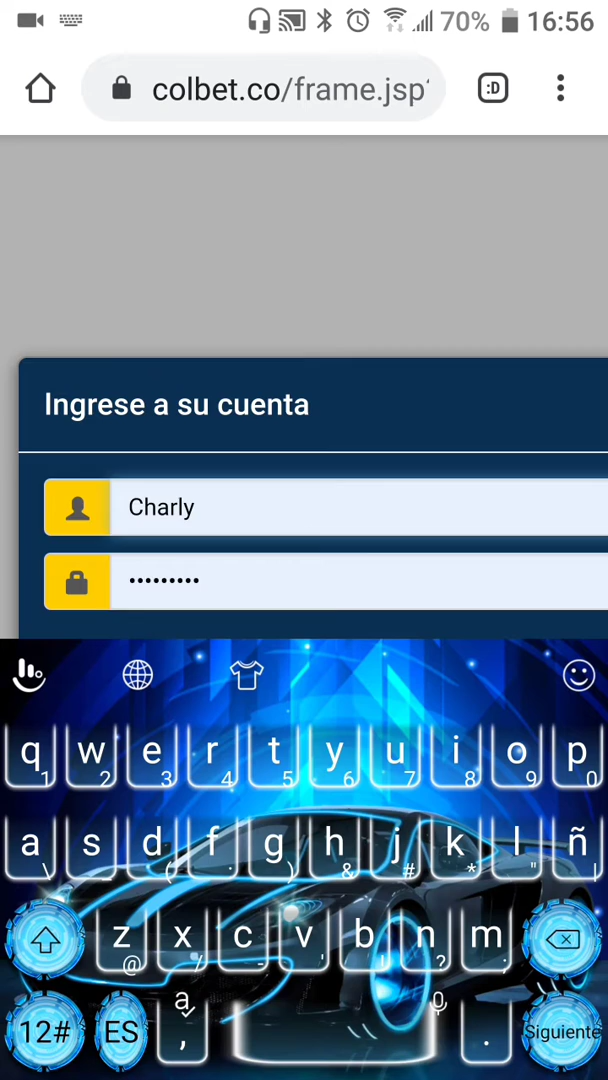 70% 16:56
:D
colbet.co/frame.jsp
Ingrese a su cuenta
Charly
•••••••••
q w e r t y u i o p
1 2 3 4 5 6 7 8 9 0
a s d f g h j k l ñ
\ _ ( . ) & # * " |
z x c v b n m
@ / - ' ! ? ;
12# ES , . Siguiente
a